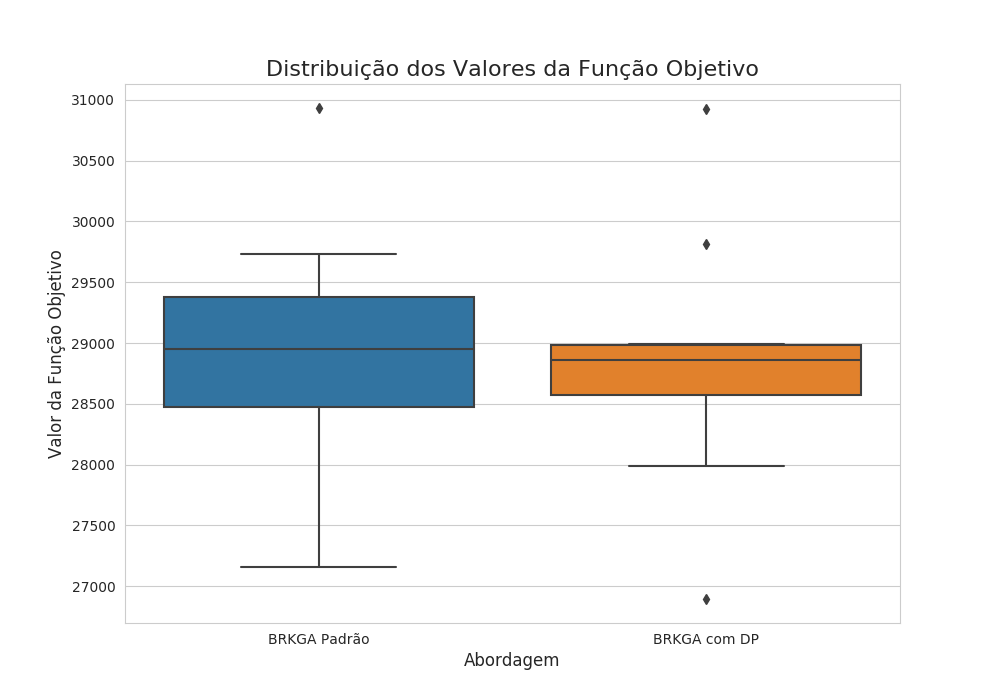 Distribuição dos Valores da Função Objetivo
31000
30500
30000
29500
29000
28500
28000
27500
27000
Valor da Função Objetivo
BRKGA Padrão
BRKGA com DP
Abordagem